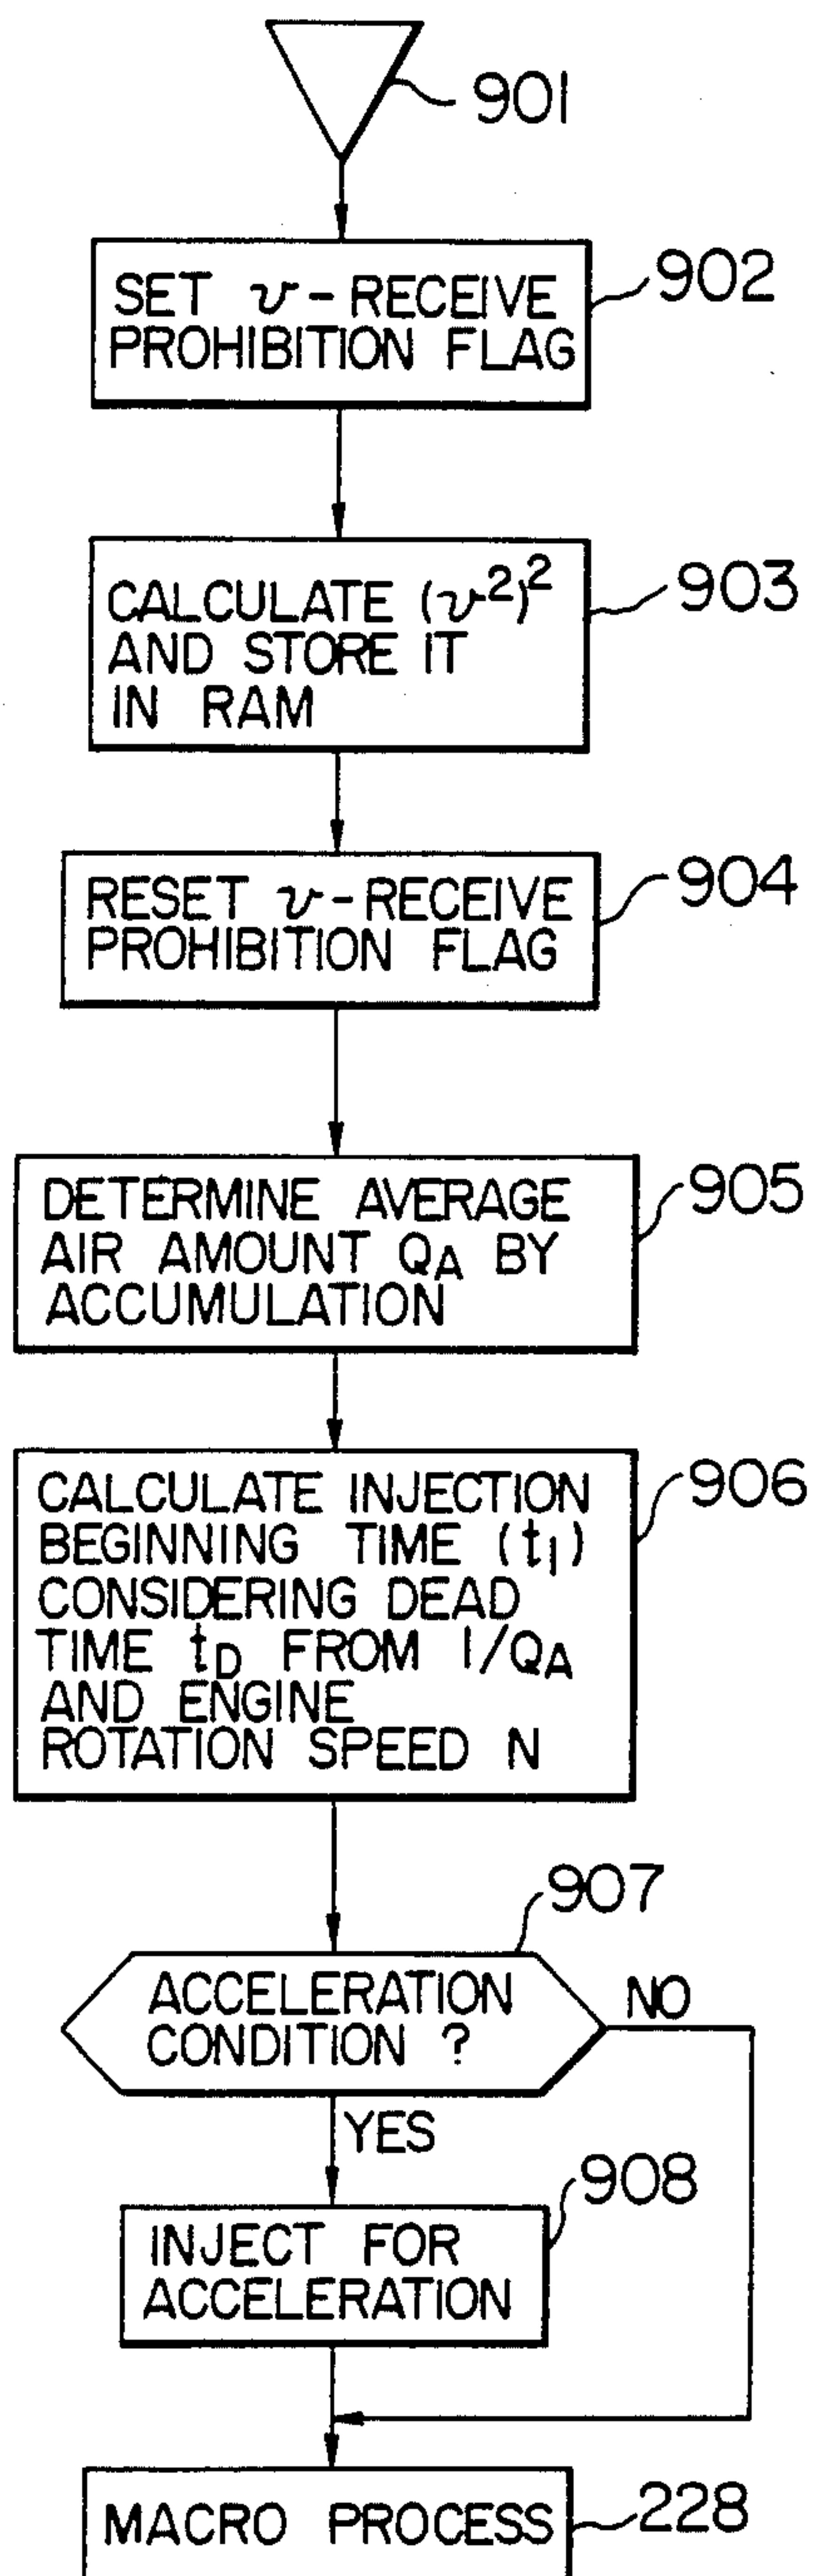 901
SET v-RECEIVE
PROHIBITION FLAG
902
CALCULATE (v²)²
AND STORE IT
IN RAM
903
RESET v-RECEIVE
PROHIBITION FLAG
904
DETERMINE AVERAGE
AIR AMOUNT QA BY
ACCUMULATION
905
CALCULATE INJECTION
BEGINNING TIME (t1)
CONSIDERING DEAD
TIME tD FROM 1/QA
AND ENGINE
ROTATION SPEED N
906
907
ACCELERATION
CONDITION ?
NO
YES
908
INJECT FOR
ACCELERATION
MACRO PROCESS
228